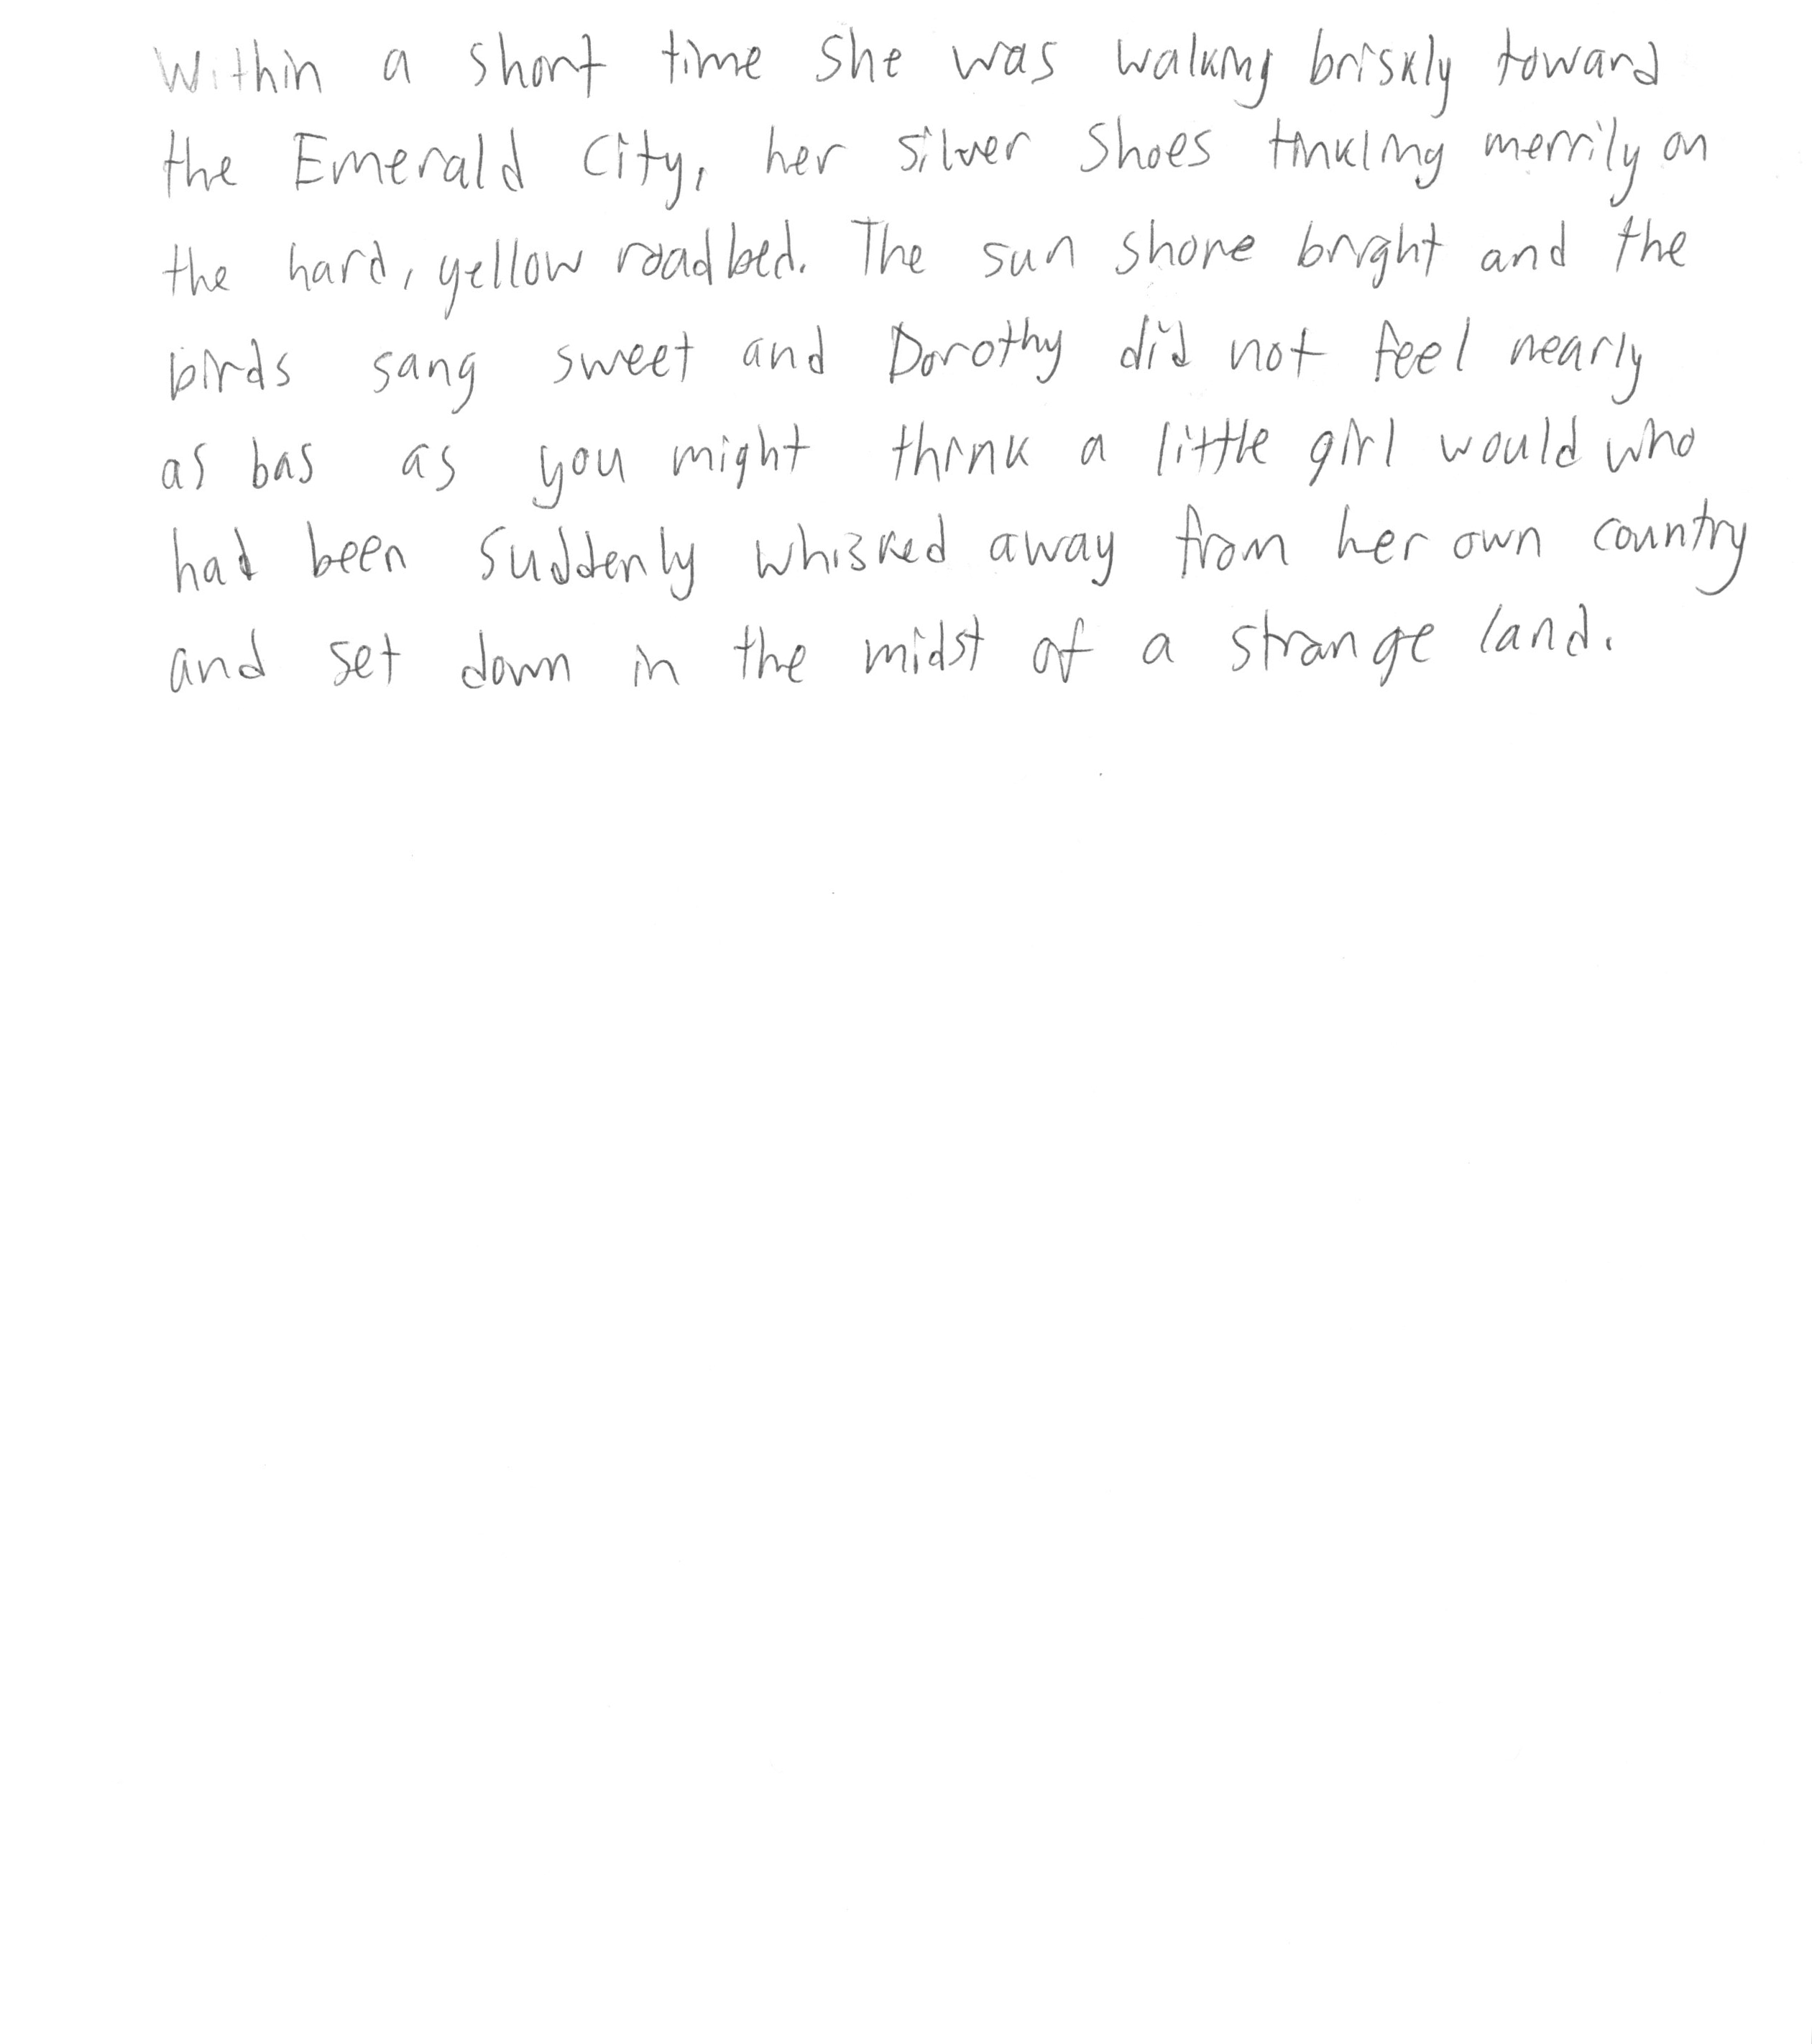 Within a short time she was walking briskly toward
the Emerald City, her silver shoes tinkling merrily on
the hard, yellow roadbed. The sun shone bright and the
birds sang sweet and Dorothy did not feel nearly
as bas as you might think a little girl would who
had been suddenly whisked away from her own country
and set down in the midst of a strange land.